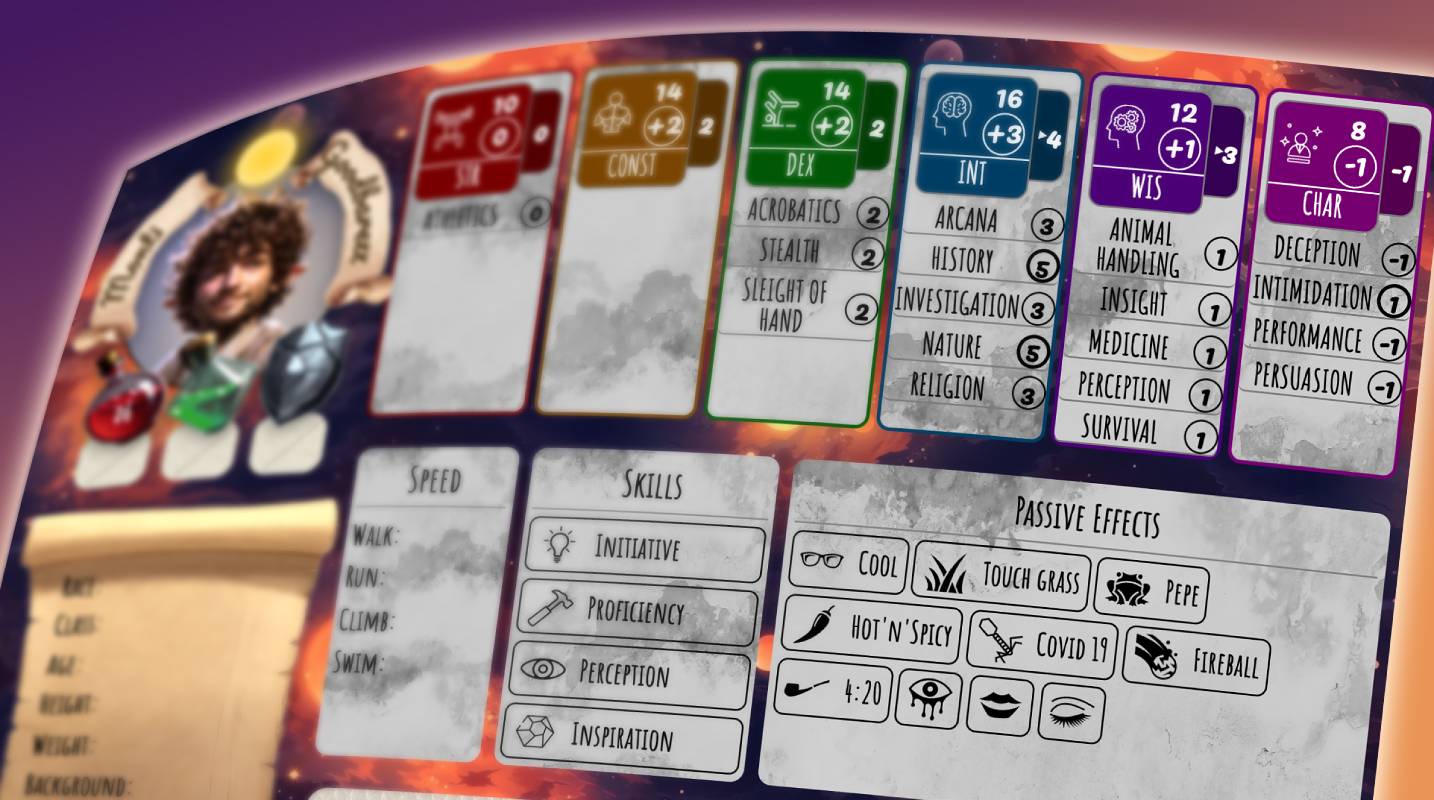 10
0
0
STR
ATHLETICS 0
14
+2
2
CONST
14
+2
2
DEX
ACROBATICS 2
STEALTH 2
SLEIGHT OF
HAND 2
16
+3
4
INT
ARCANA 3
HISTORY 5
INVESTIGATION 3
NATURE 5
RELIGION 3
12
+1
3
WIS
ANIMAL
HANDLING 1
INSIGHT 1
MEDICINE 1
PERCEPTION 1
SURVIVAL 1
8
-1
-1
CHAR
DECEPTION -1
INTIMIDATION 1
PERFORMANCE -1
PERSUASION -1
SPEED
WALK:
RUN:
CLIMB:
SWIM:
SKILLS
INITIATIVE
PROFICIENCY
PERCEPTION
INSPIRATION
PASSIVE EFFECTS
COOL TOUCH GRASS PEPE
HOT'N'SPICY COVID 19 FIREBALL
4:20
RACE:
CLASS:
AGE:
HEIGHT:
WEIGHT:
BACKGROUND: